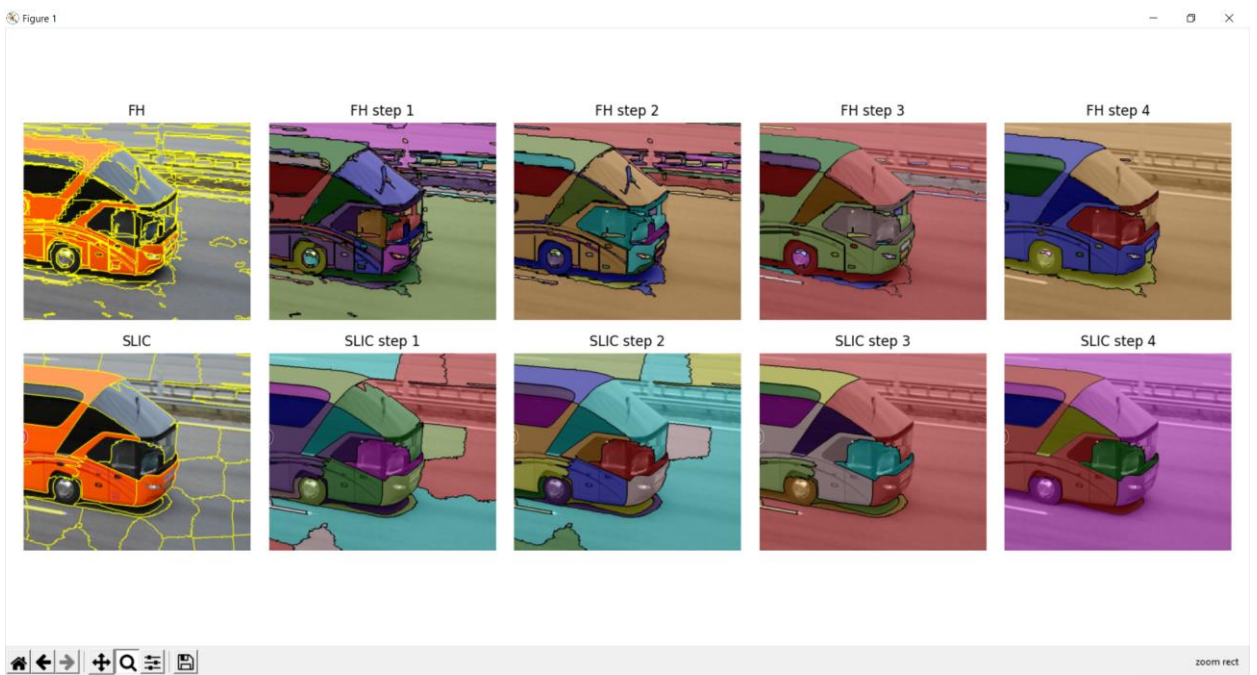 Figure 1
FH
FH step 1
FH step 2
FH step 3
FH step 4
SLIC
SLIC step 1
SLIC step 2
SLIC step 3
SLIC step 4
zoom rect